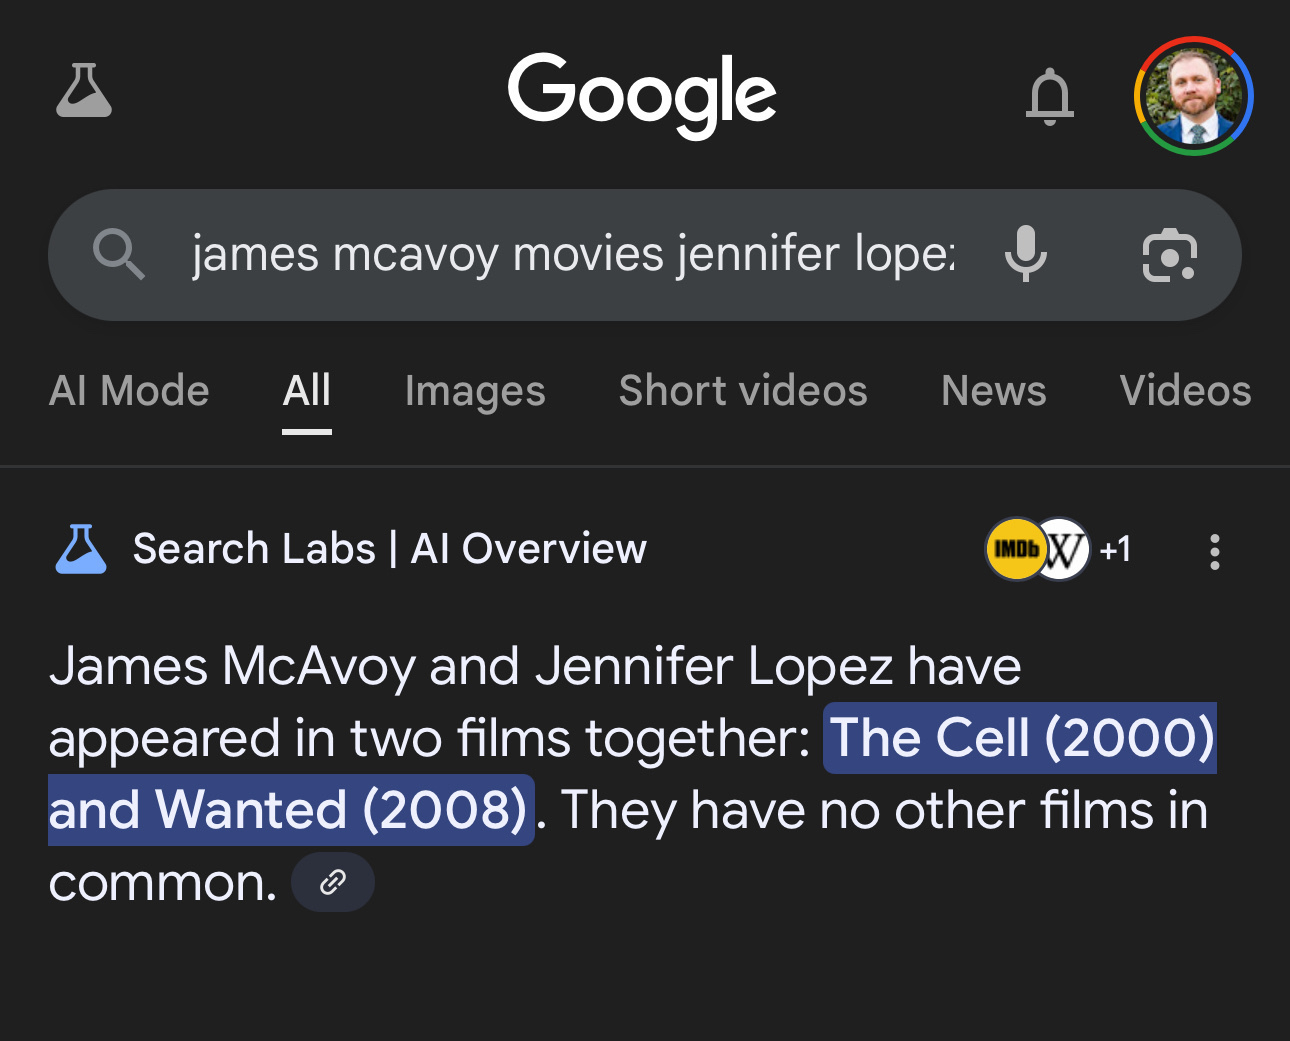 Google
james mcavoy movies jennifer lopez
AI Mode All Images Short videos News Videos
Search Labs | AI Overview
IMDb W +1
James McAvoy and Jennifer Lopez have
appeared in two films together: The Cell (2000)
and Wanted (2008). They have no other films in
common.